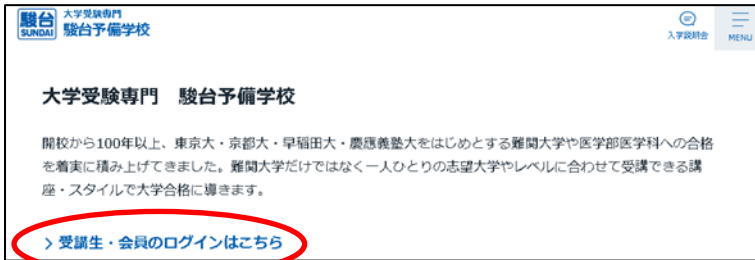 駿台 大学受験専門
SUNDAI 駿台予備学校
入学説明会
MENU
大学受験専門　駿台予備学校
開校から100年以上、東京大・京都大・早稲田大・慶應義塾大をはじめとする難関大学や医学部医学科への合格
を着実に積み上げてきました。難関大学だけではなく一人ひとりの志望大学やレベルに合わせて受講できる講
座・スタイルで大学合格に導きます。
> 受講生・会員のログインはこちら